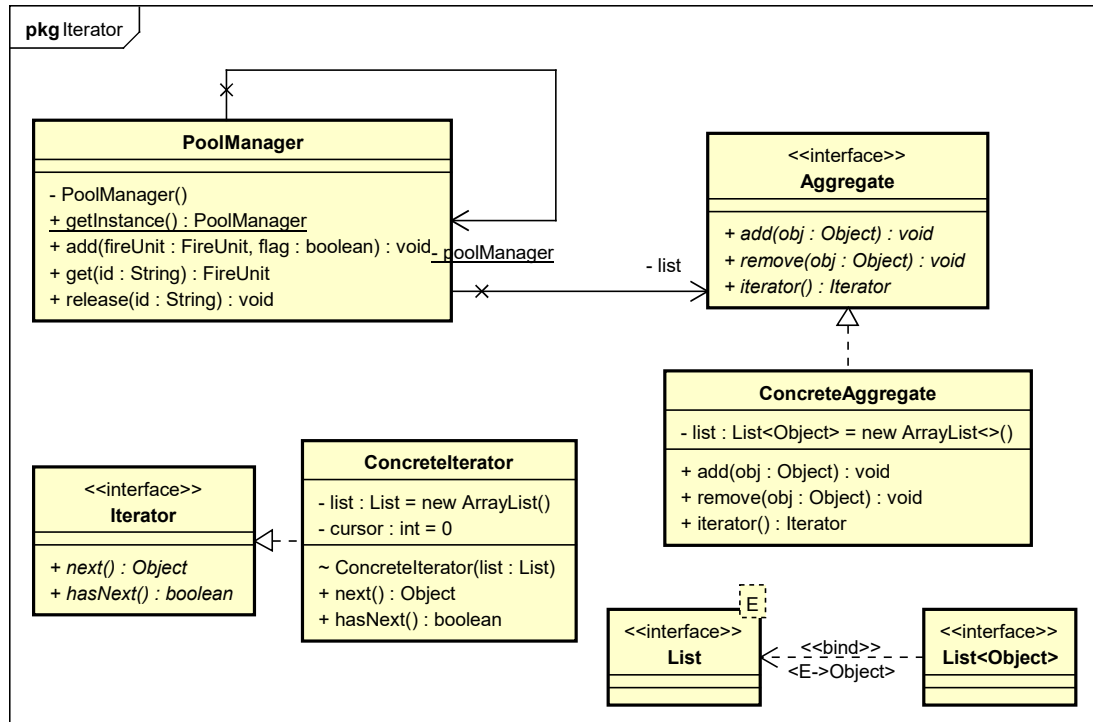 pkg Iterator
PoolManager
- PoolManager()
+ getInstance() : PoolManager
+ add(fireUnit : FireUnit, flag : boolean) : void
+ get(id : String) : FireUnit
+ release(id : String) : void
- poolManager
- list
<<interface>>
Aggregate
+ add(obj : Object) : void
+ remove(obj : Object) : void
+ iterator() : Iterator
ConcreteAggregate
- list : List<Object> = new ArrayList<>()
+ add(obj : Object) : void
+ remove(obj : Object) : void
+ iterator() : Iterator
<<interface>>
Iterator
+ next() : Object
+ hasNext() : boolean
ConcreteIterator
- list : List = new ArrayList()
- cursor : int = 0
~ ConcreteIterator(list : List)
+ next() : Object
+ hasNext() : boolean
E
<<interface>>
List
<<bind>>
<E->Object>
<<interface>>
List<Object>